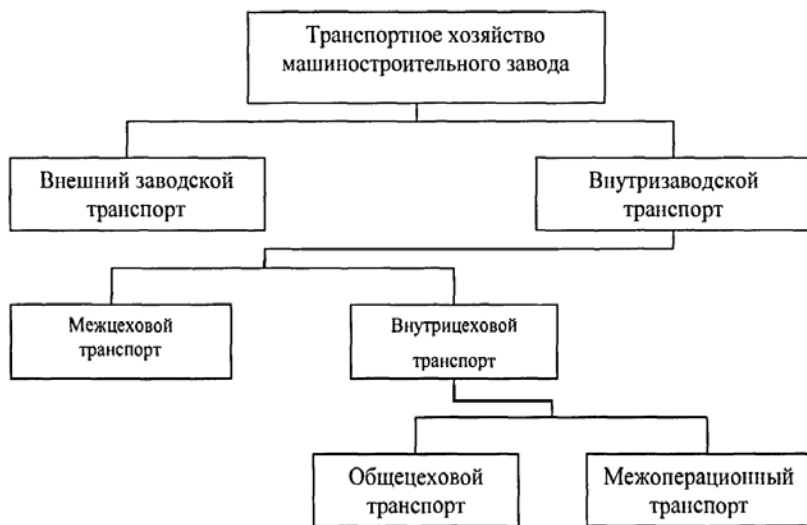 Транспортное хозяйство
машиностроительного завода
Внешний заводской
транспорт
Внутризаводской
транспорт
Межцеховой
транспорт
Внутрицеховой
транспорт
Общецеховой
транспорт
Межоперационный
транспорт